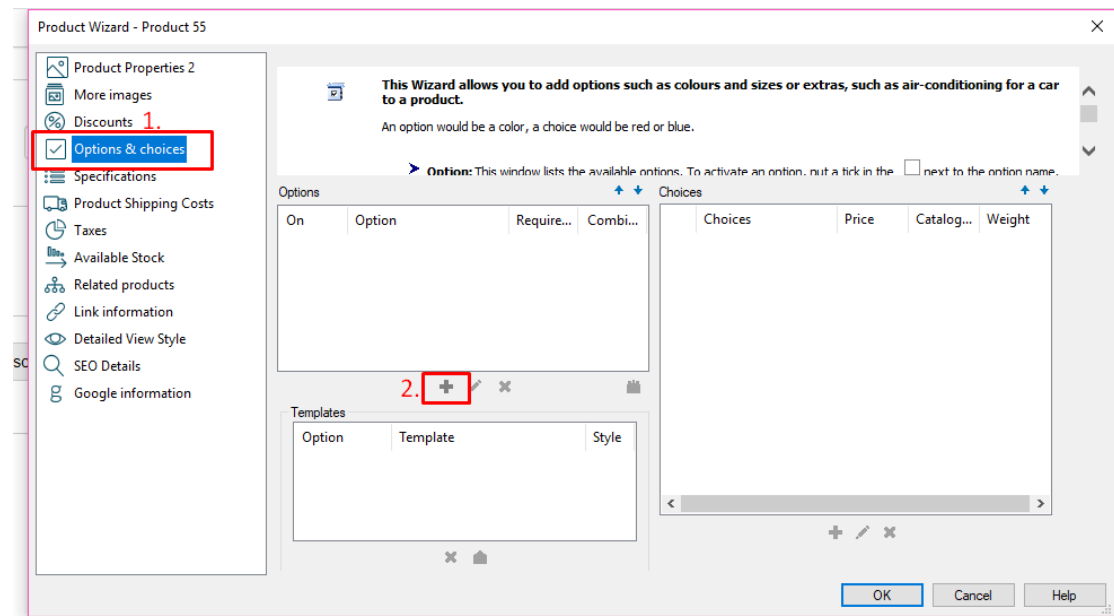 Product Wizard - Product 55
Product Properties 2
More images
Discounts 1.
Options & choices
Specifications
Product Shipping Costs
Taxes
Available Stock
Related products
Link information
Detailed View Style
SEO Details
Google information
This Wizard allows you to add options such as colours and sizes or extras, such as air-conditioning for a car
to a product.
An option would be a color, a choice would be red or blue.
Option: This window lists the available options. To activate an option, put a tick in the next to the option name.
Options
On Option Require... Combi...
2.
Templates
Option Template Style
Choices
Choices Price Catalog... Weight
OK Cancel Help